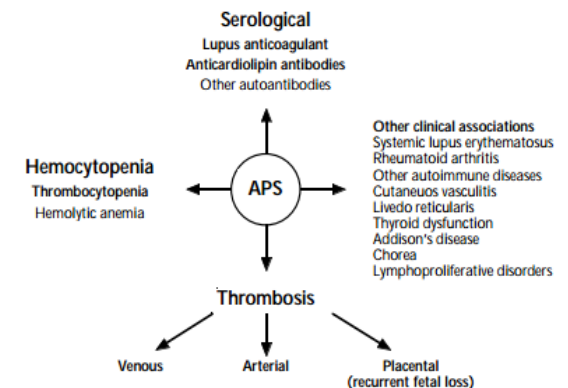 Serological
Lupus anticoagulant
Anticardiolipin antibodies
Other autoantibodies
Hemocytopenia
Thrombocytopenia
Hemolytic anemia
APS
Other clinical associations
Systemic lupus erythematosus
Rheumatoid arthritis
Other autoimmune diseases
Cutaneuos vasculitis
Livedo reticularis
Thyroid dysfunction
Addison's disease
Chorea
Lymphoproliferative disorders
Thrombosis
Venous
Arterial
Placental
(recurrent fetal loss)